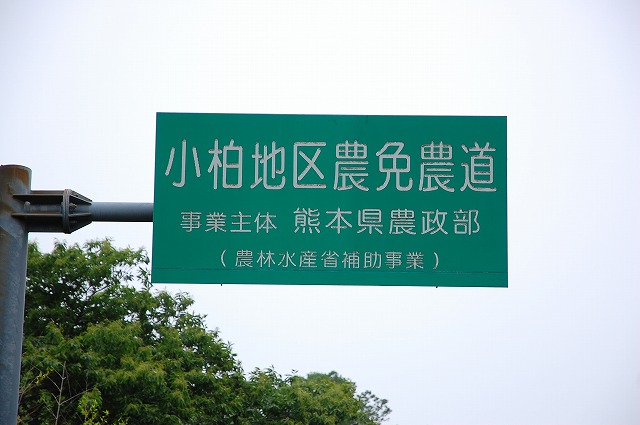 小柏地区農免農道
事業主体 熊本県農政部
(農林水産省補助事業)